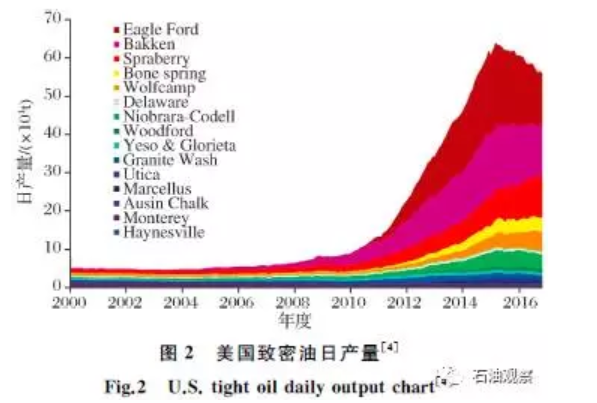 70
60
50
40
30
20
10
0
日产量/(×10⁴t)
Eagle Ford
Bakken
Spraberry
Bone spring
Wolfcamp
Delaware
Niobrara-Codell
Woodford
Yeso & Glorieta
Granite Wash
Utica
Marcellus
Ausin Chalk
Monterey
Haynesville
2000 2002 2004 2006 2008 2010 2012 2014 2016
年度
图 2 美国致密油日产量[4]
Fig.2 U.S. tight oil daily output chart[4]
石油观察